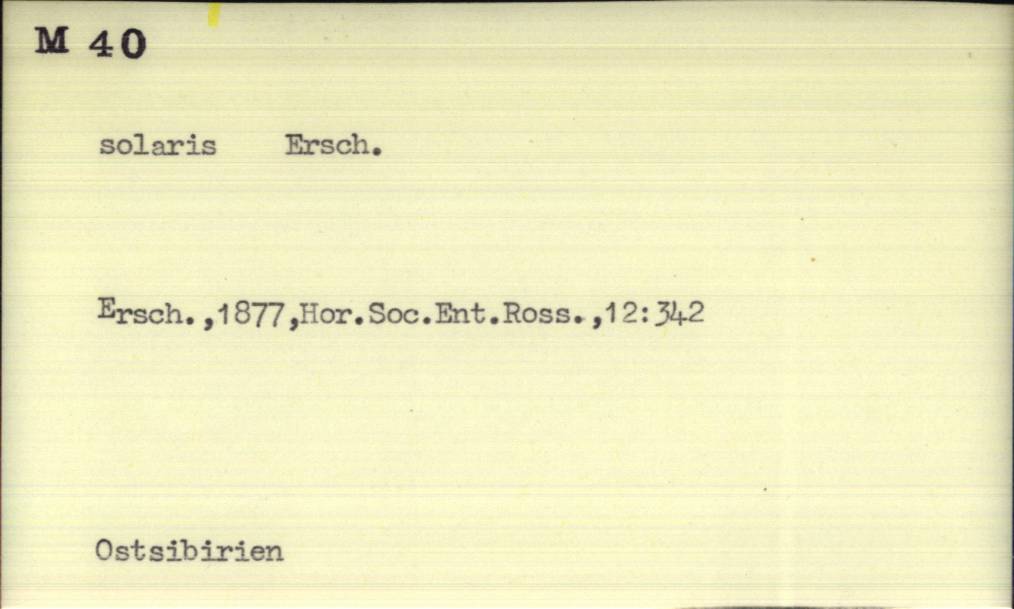 M 40
solaris Ersch.
Ersch.,1877,Hor.Soc.Ent.Ross.,12:342
Ostsibirien